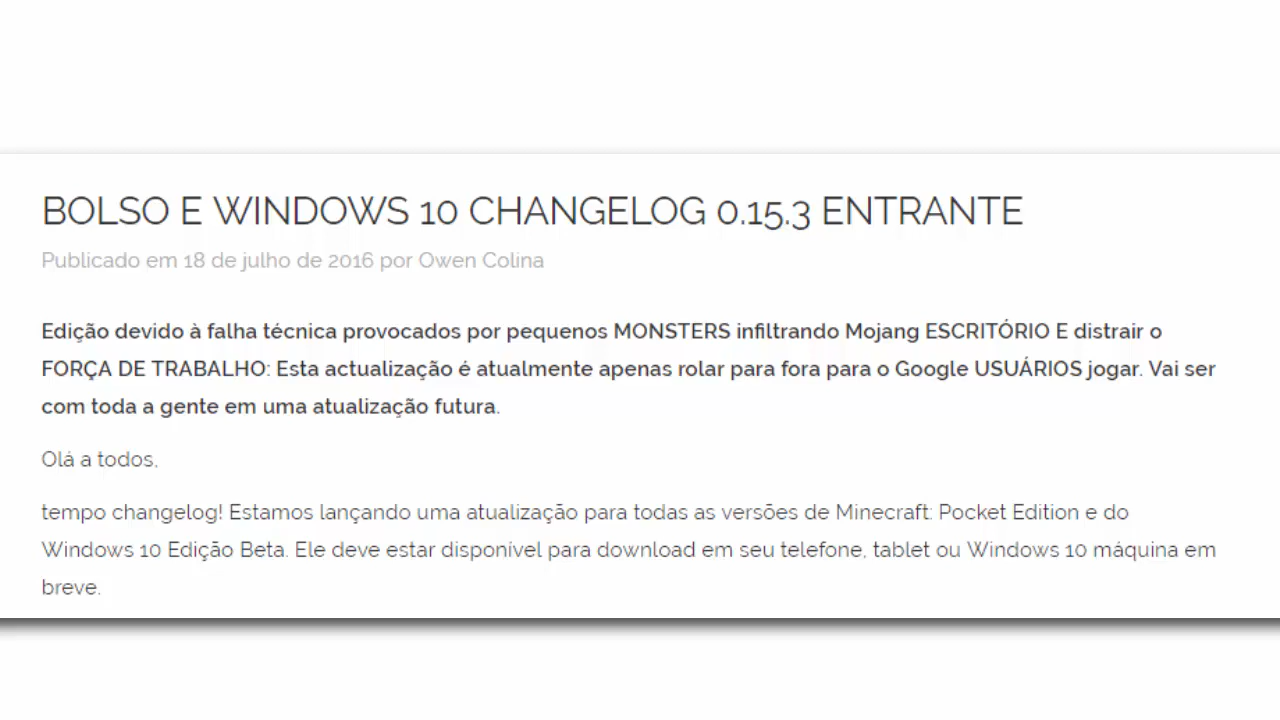 BOLSO E WINDOWS 10 CHANGELOG 0.15.3 ENTRANTE
Publicado em 18 de julho de 2016 por Owen Colina
Edição devido à falha técnica provocados por pequenos MONSTERS infiltrando Mojang ESCRITÓRIO E distrair o
FORÇA DE TRABALHO: Esta actualização é atualmente apenas rolar para fora para o Google USUÁRIOS jogar. Vai ser
com toda a gente em uma atualização futura.
Olá a todos,
tempo changelog! Estamos lançando uma atualização para todas as versões de Minecraft: Pocket Edition e do
Windows 10 Edição Beta. Ele deve estar disponível para download em seu telefone, tablet ou Windows 10 máquina em
breve.